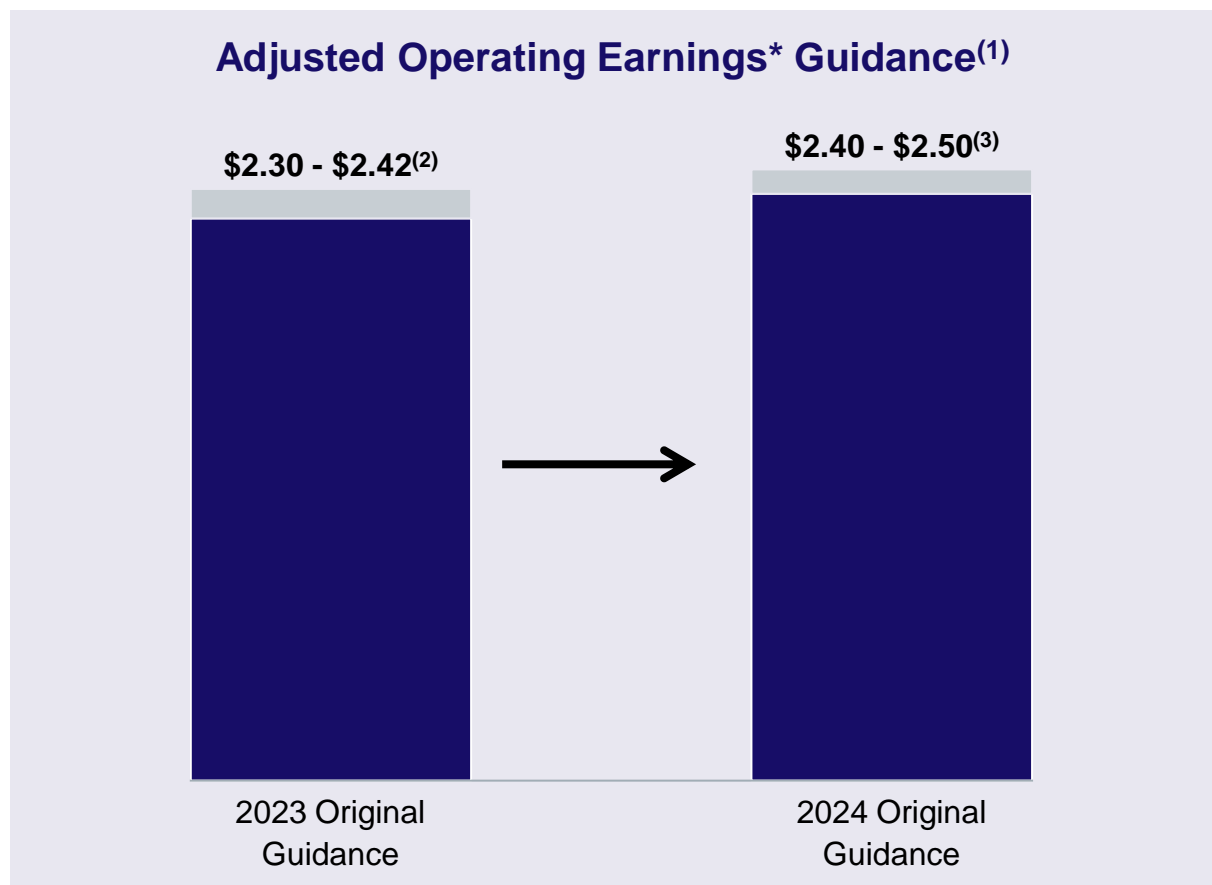 Adjusted Operating Earnings* Guidance(1)
$2.30 - $2.42(2)
$2.40 - $2.50(3)
2023 Original
Guidance
2024 Original
Guidance